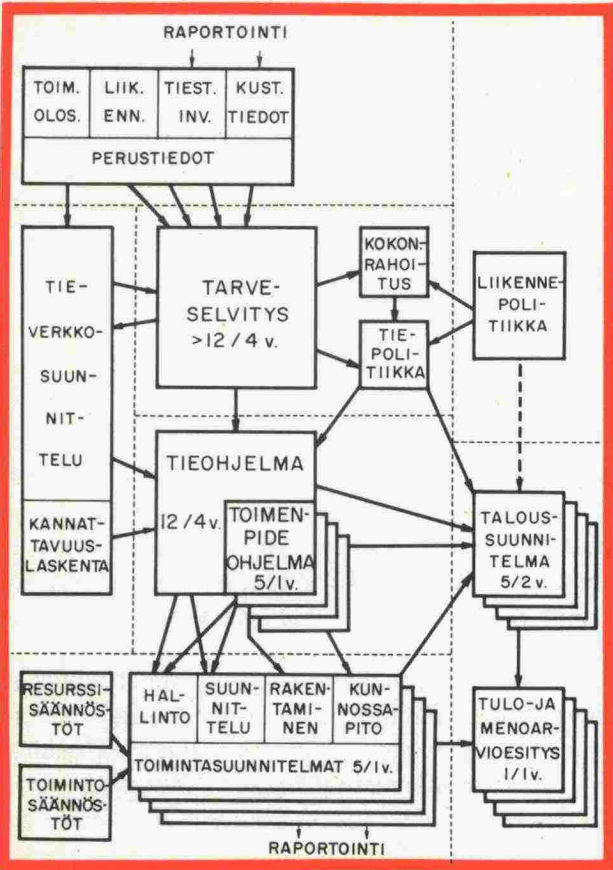 RAPORTOINTI
TOIM.
OLOS.
LIIK.
ENN.
TIEST.
INV.
KUST.
TIEDOT
PERUSTIEDOT
TIE-
VERKKO-
SUUN-
NIT-
TELU
KANNAT-
TAVUUS-
LASKENTA
TARVE-
SELVITYS
>12/4 v.
KOKON-
RAHOI-
TUS
TIE-
POLI-
TIIKKA
LIIKENNE-
POLI-
TIIKKA
TIEOHJELMA
12/4 v.
TOIMEN-
PIDE
OHJELMA
5/1 v.
TALOUS-
SUUNNI-
TELMA
5/2 v.
RESURSSI-
SÄÄNNÖS-
TÖT
TOIMINTO-
SÄÄNNÖS-
TÖT
HAL-
LINTO
SUUN-
NIT-
TELU
RAKEN-
TAMI-
NEN
KUN-
NOSSA-
PITO
TOIMINTASUUNNITELMAT 5/1 v.
TULO-JA
MENOAR-
VIOESITYS
1/1 v.
RAPORTOINTI